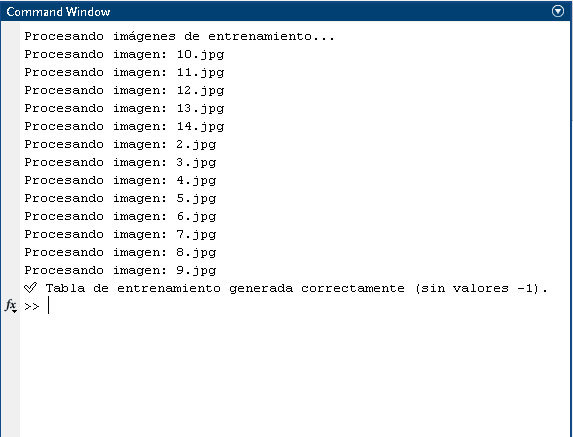 Command Window
Procesando imágenes de entrenamiento...
Procesando imagen: 10.jpg
Procesando imagen: 11.jpg
Procesando imagen: 12.jpg
Procesando imagen: 13.jpg
Procesando imagen: 14.jpg
Procesando imagen: 2.jpg
Procesando imagen: 3.jpg
Procesando imagen: 4.jpg
Procesando imagen: 5.jpg
Procesando imagen: 6.jpg
Procesando imagen: 7.jpg
Procesando imagen: 8.jpg
Procesando imagen: 9.jpg
✓ Tabla de entrenamiento generada correctamente (sin valores -1).
fx >>